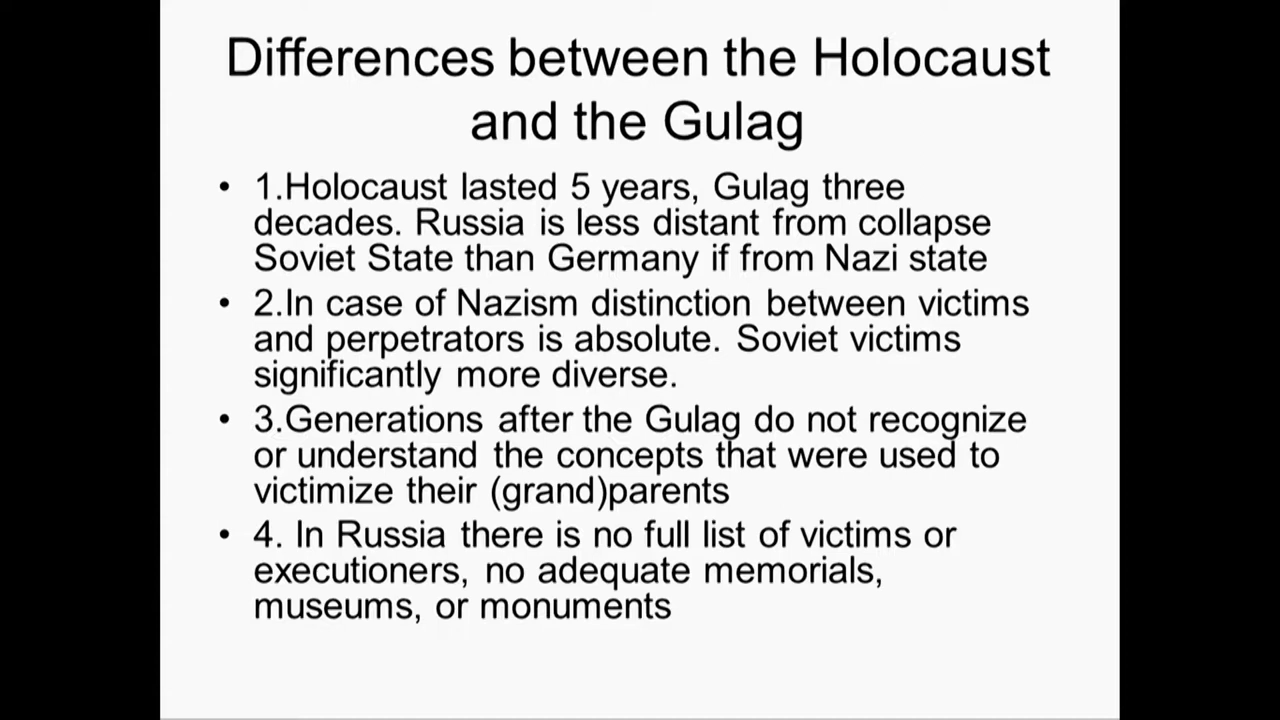 Differences between the Holocaust
and the Gulag
• 1.Holocaust lasted 5 years, Gulag three
decades. Russia is less distant from collapse
Soviet State than Germany if from Nazi state
• 2.In case of Nazism distinction between victims
and perpetrators is absolute. Soviet victims
significantly more diverse.
• 3.Generations after the Gulag do not recognize
or understand the concepts that were used to
victimize their (grand)parents
• 4. In Russia there is no full list of victims or
executioners, no adequate memorials,
museums, or monuments